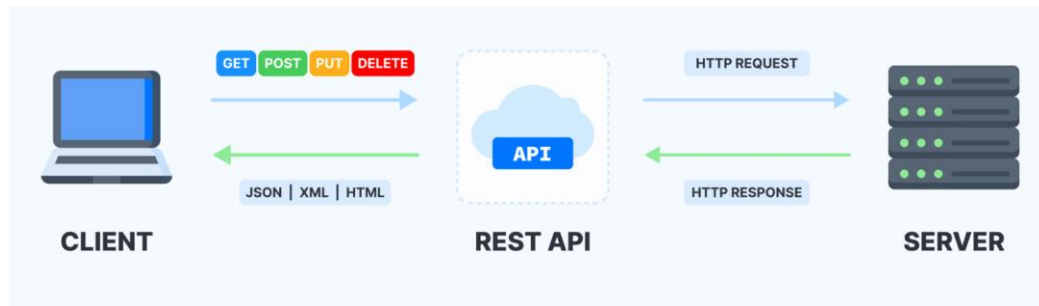 GET POST PUT DELETE
HTTP REQUEST
API
JSON | XML | HTML
HTTP RESPONSE
CLIENT
REST API
SERVER